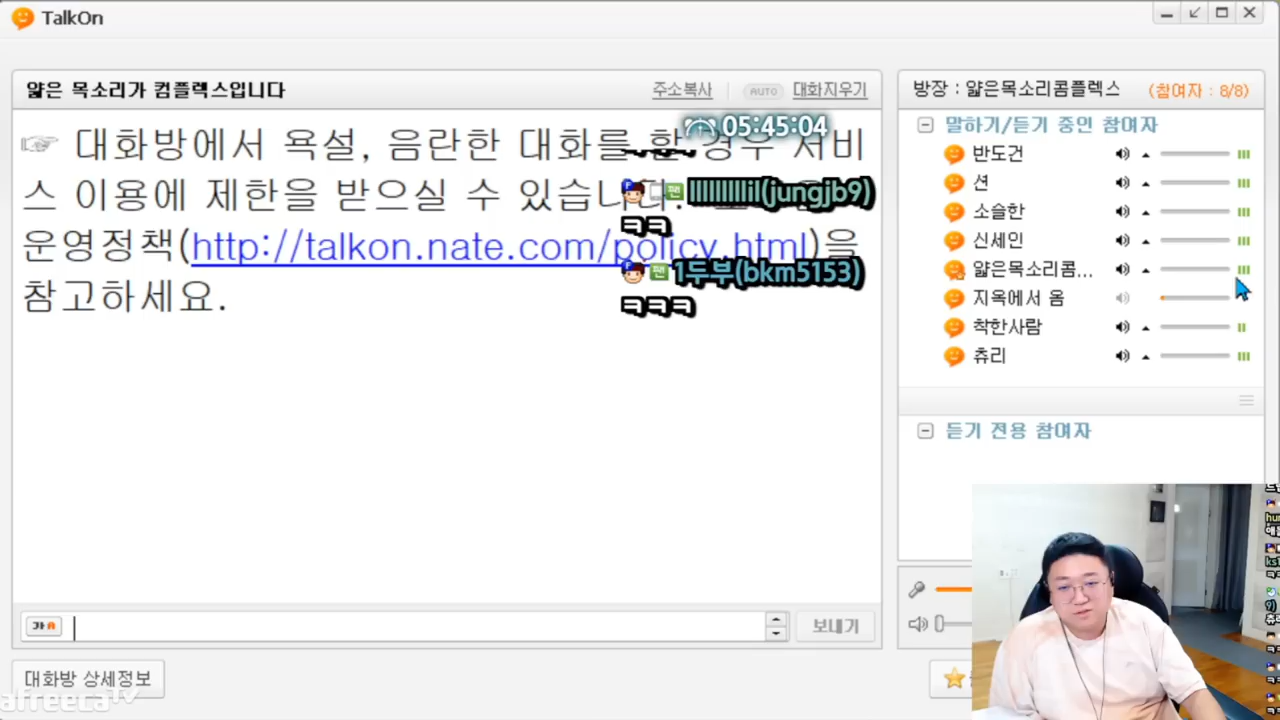 TalkOn
얇은 목소리가 컴플렉스입니다
주소복사
AUTO
대화지우기
방장 : 얇은목소리콤플렉스
(참여자 : 8/8)
05:45:04
☞ 대화방에서 욕설, 음란한 대화를 할 경우 서비
스 이용에 제한을 받으실 수 있습니다.
운영정책(http://talkon.nate.com/policy.html)을
참고하세요.
팬 lllllllllil(jungjb9)
ㅋㅋ
팬 1두부(bkm5153)
ㅋㅋㅋ
말하기/듣기 중인 참여자
반도건
션
소슬한
신세인
얇은목소리콤...
지옥에서 옴
착한사람
츄리
듣기 전용 참여자
가
보내기
대화방 상세정보
afreecaTV